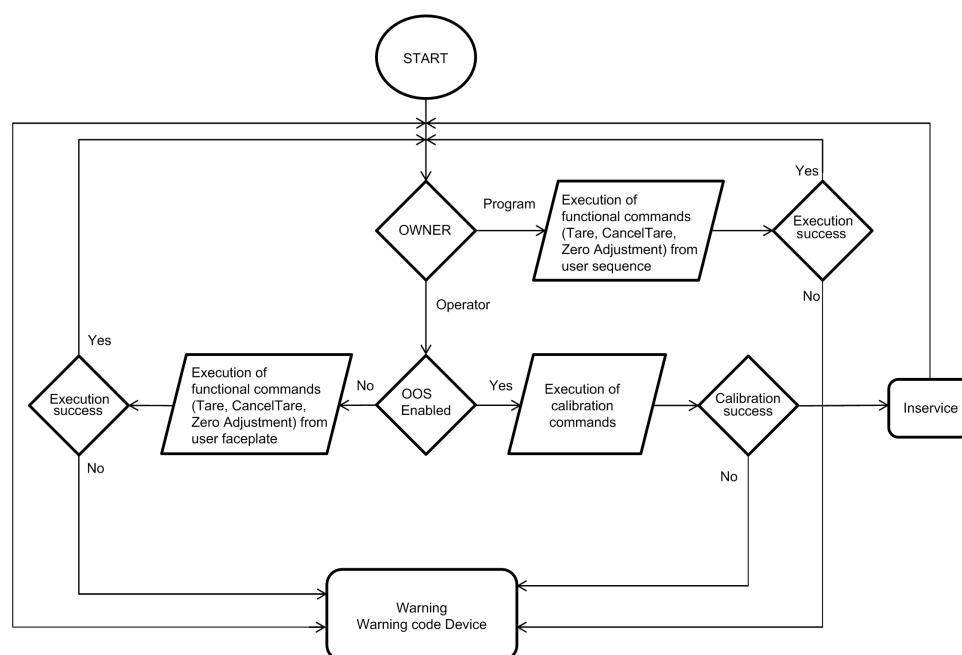 START
OWNER
Program
Execution of
functional commands
(Tare, CancelTare,
Zero Adjustment) from
user sequence
Yes
Execution
success
No
Operator
Yes
Execution
success
No
Execution of
functional commands
(Tare, CancelTare,
Zero Adjustment) from
user faceplate
No
OOS
Enabled
Yes
Execution of
calibration
commands
Calibration
success
No
Inservice
Warning
Warning code Device